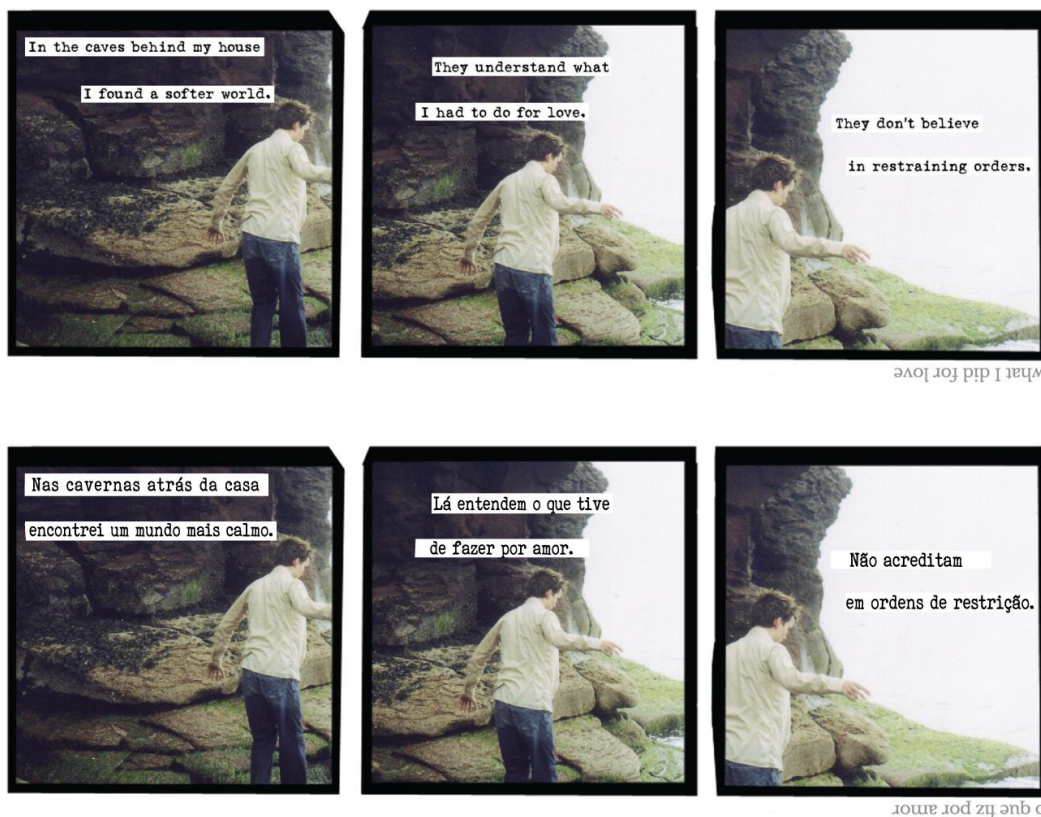 In the caves behind my house
I found a softer world.
They understand what
I had to do for love.
They don't believe
in restraining orders.
what I did for love
Nas cavernas atrás da casa
encontrei um mundo mais calmo.
Lá entendem o que tive
de fazer por amor.
Não acreditam
em ordens de restrição.
o que fiz por amor